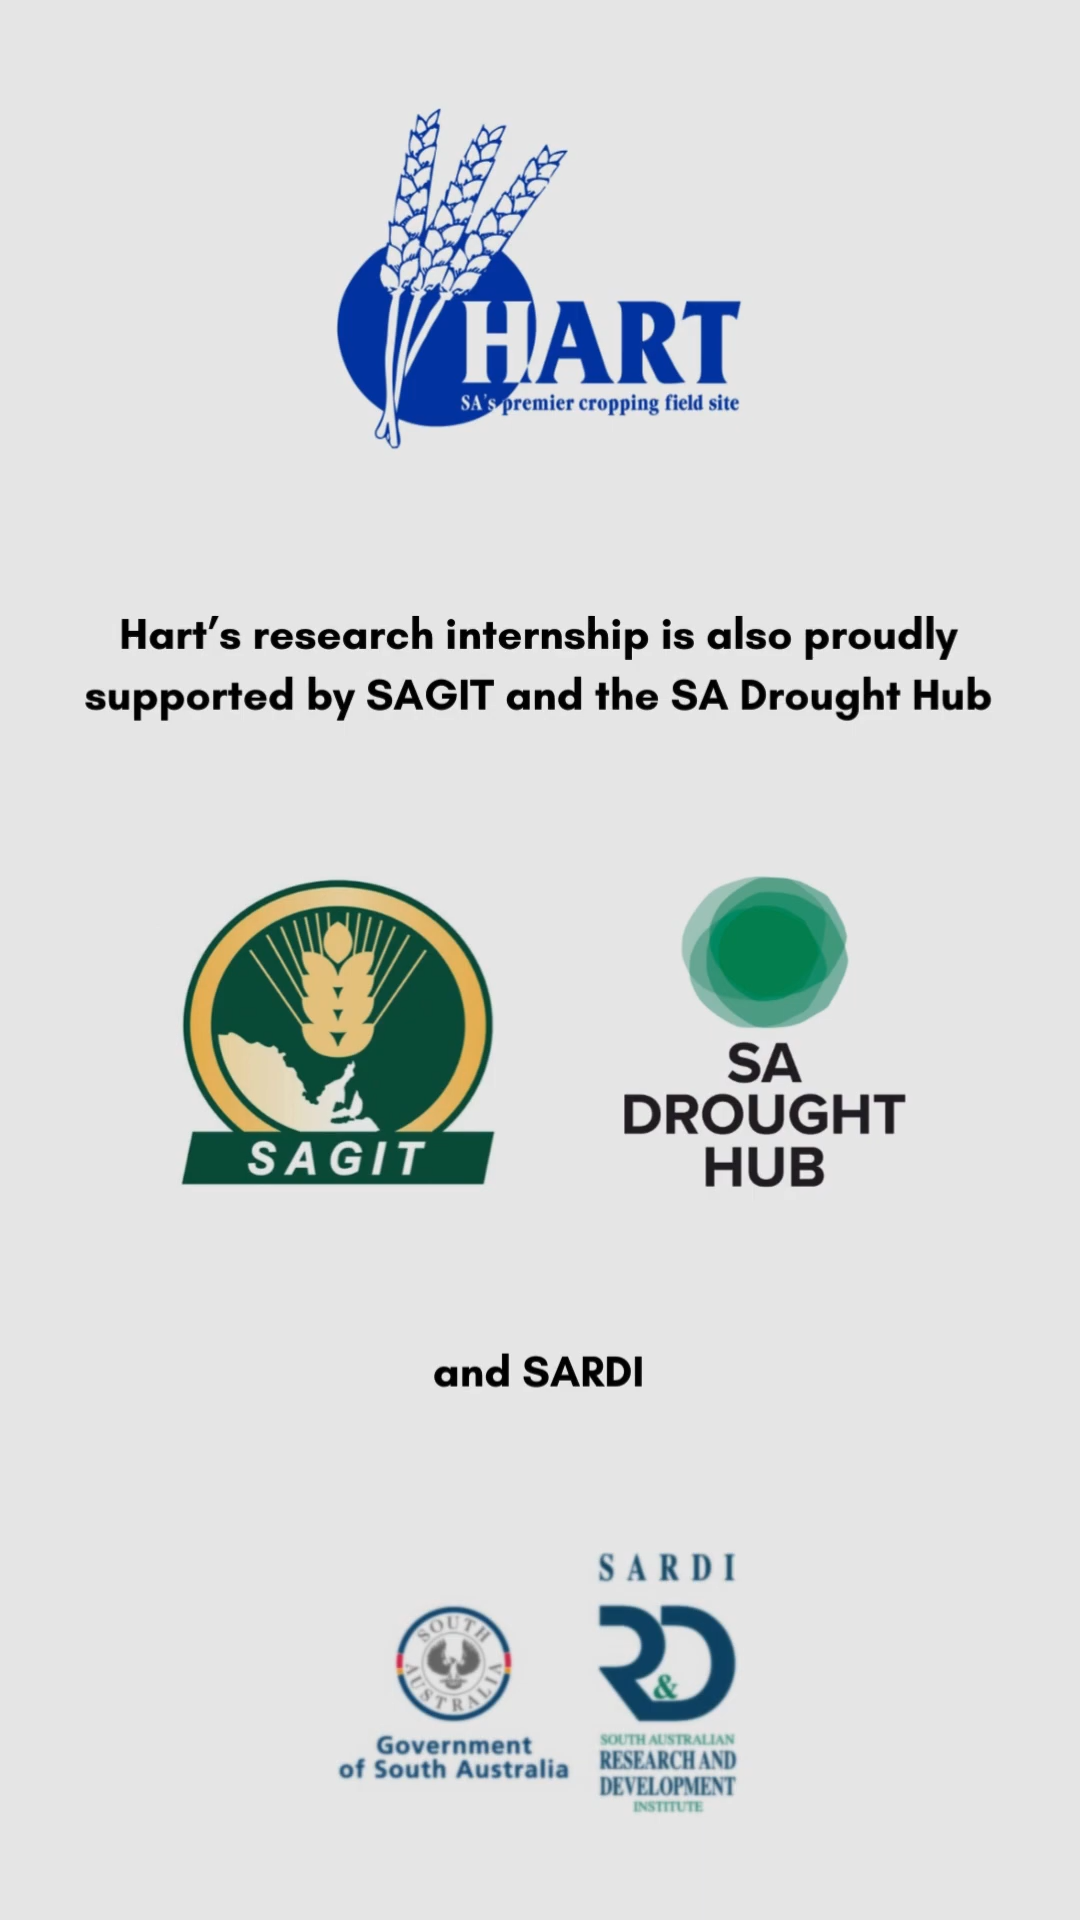 HART
SA's premier cropping field site
Hart’s research internship is also proudly
supported by SAGIT and the SA Drought Hub
SAGIT
SA
DROUGHT
HUB
and SARDI
SOUTH
AUSTRALIA
Government
of South Australia
SARDI
R&D
SOUTH AUSTRALIAN
RESEARCH AND
DEVELOPMENT
INSTITUTE